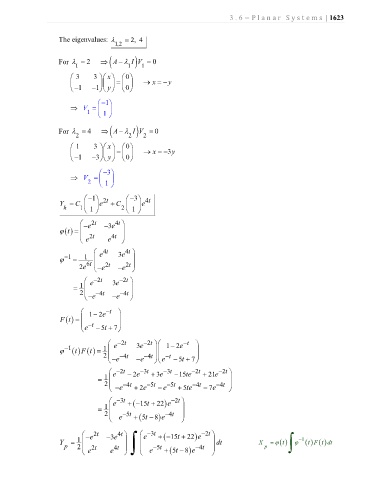 3.6 – Planar Systems | 1623
The eigenvalues: λ₁,₂ = 2, 4
For λ₁ = 2 ⇒ (A − λ₁I)V₁ = 0
(3 3; −1 −1)(x; y) = (0; 0) → x = −y
⇒ V₁ = (−1; 1)
For λ₂ = 4 ⇒ (A − λ₂I)V₂ = 0
(1 3; −1 −3)(x; y) = (0; 0) → x = −3y
⇒ V₂ = (−3; 1)
Y_h = C₁(−1; 1)e^{2t} + C₂(−3; 1)e^{4t}
φ(t) = (−e^{2t} −3e^{4t}; e^{2t} e^{4t})
φ^{−1} = 1/(2e^{6t}) (e^{4t} 3e^{4t}; −e^{2t} −e^{2t})
= 1/2 (e^{−2t} 3e^{−2t}; −e^{−4t} −e^{−4t})
F(t) = (1 − 2e^{−t}; e^{−t} − 5t + 7)
φ^{−1}(t)F(t) = 1/2 (e^{−2t} 3e^{−2t}; −e^{−4t} −e^{−4t})(1 − 2e^{−t}; e^{−t} − 5t + 7)
= 1/2 (e^{−2t} − 2e^{−3t} + 3e^{−3t} − 15te^{−2t} + 21e^{−2t}; −e^{−4t} + 2e^{−5t} − e^{−5t} + 5te^{−4t} − 7e^{−4t})
= 1/2 (e^{−3t} + (−15t + 22)e^{−2t}; e^{−5t} + (5t − 8)e^{−4t})
Y_p = 1/2 (−e^{2t} −3e^{4t}; e^{2t} e^{4t}) ∫ (e^{−3t} + (−15t + 22)e^{−2t}; e^{−5t} + (5t − 8)e^{−4t}) dt
X_p = φ(t)∫φ^{−1}(t)F(t)dt